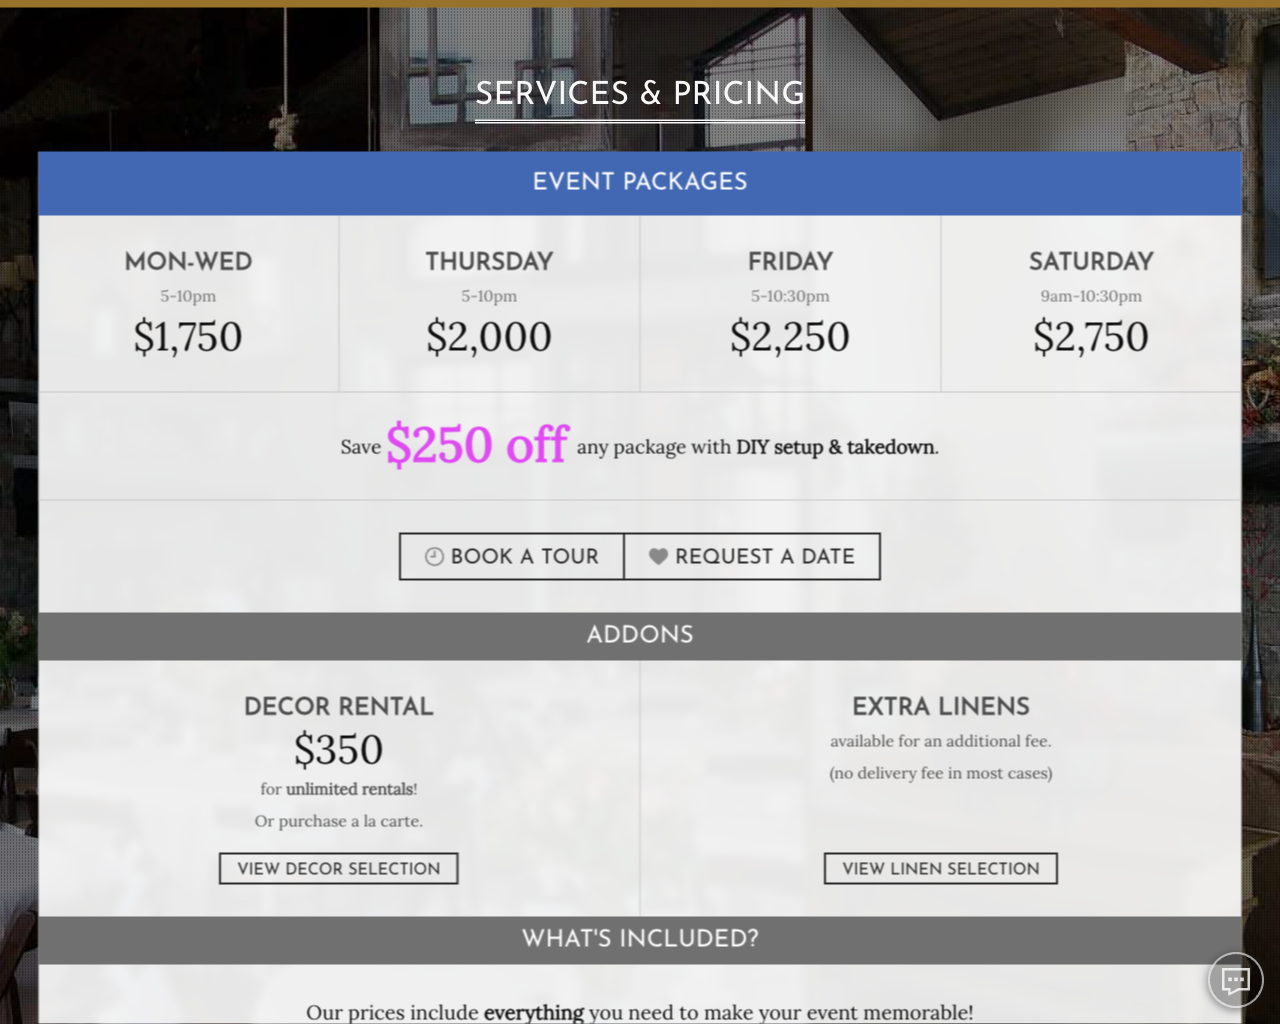 SERVICES & PRICING
EVENT PACKAGES
MON-WED
5-10pm
$1,750
THURSDAY
5-10pm
$2,000
FRIDAY
5-10:30pm
$2,250
SATURDAY
9am-10:30pm
$2,750
Save $250 off any package with DIY setup & takedown.
BOOK A TOUR
REQUEST A DATE
ADDONS
DECOR RENTAL
$350
for unlimited rentals!
Or purchase a la carte.
VIEW DECOR SELECTION
EXTRA LINENS
available for an additional fee.
(no delivery fee in most cases)
VIEW LINEN SELECTION
WHAT'S INCLUDED?
Our prices include everything you need to make your event memorable!